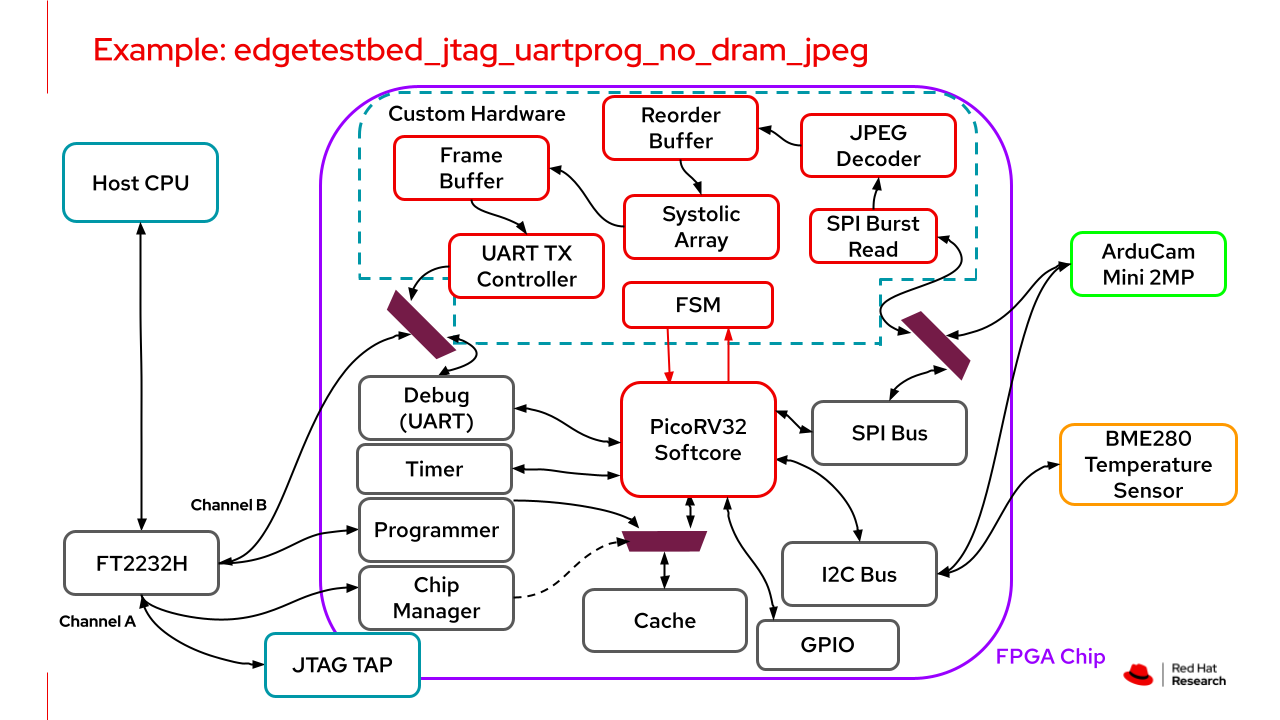 Example: edgetestbed_jtag_uartprog_no_dram_jpeg
Custom Hardware
Reorder
Buffer
JPEG
Decoder
Frame
Buffer
Host CPU
Systolic
Array
SPI Burst
Read
UART TX
Controller
ArduCam
Mini 2MP
FSM
Debug
(UART)
PicoRV32
Softcore
SPI Bus
BME280
Temperature
Sensor
Timer
Channel B
Programmer
FT2232H
Chip
Manager
I2C Bus
Channel A
Cache
GPIO
JTAG TAP
FPGA Chip
Red Hat
Research